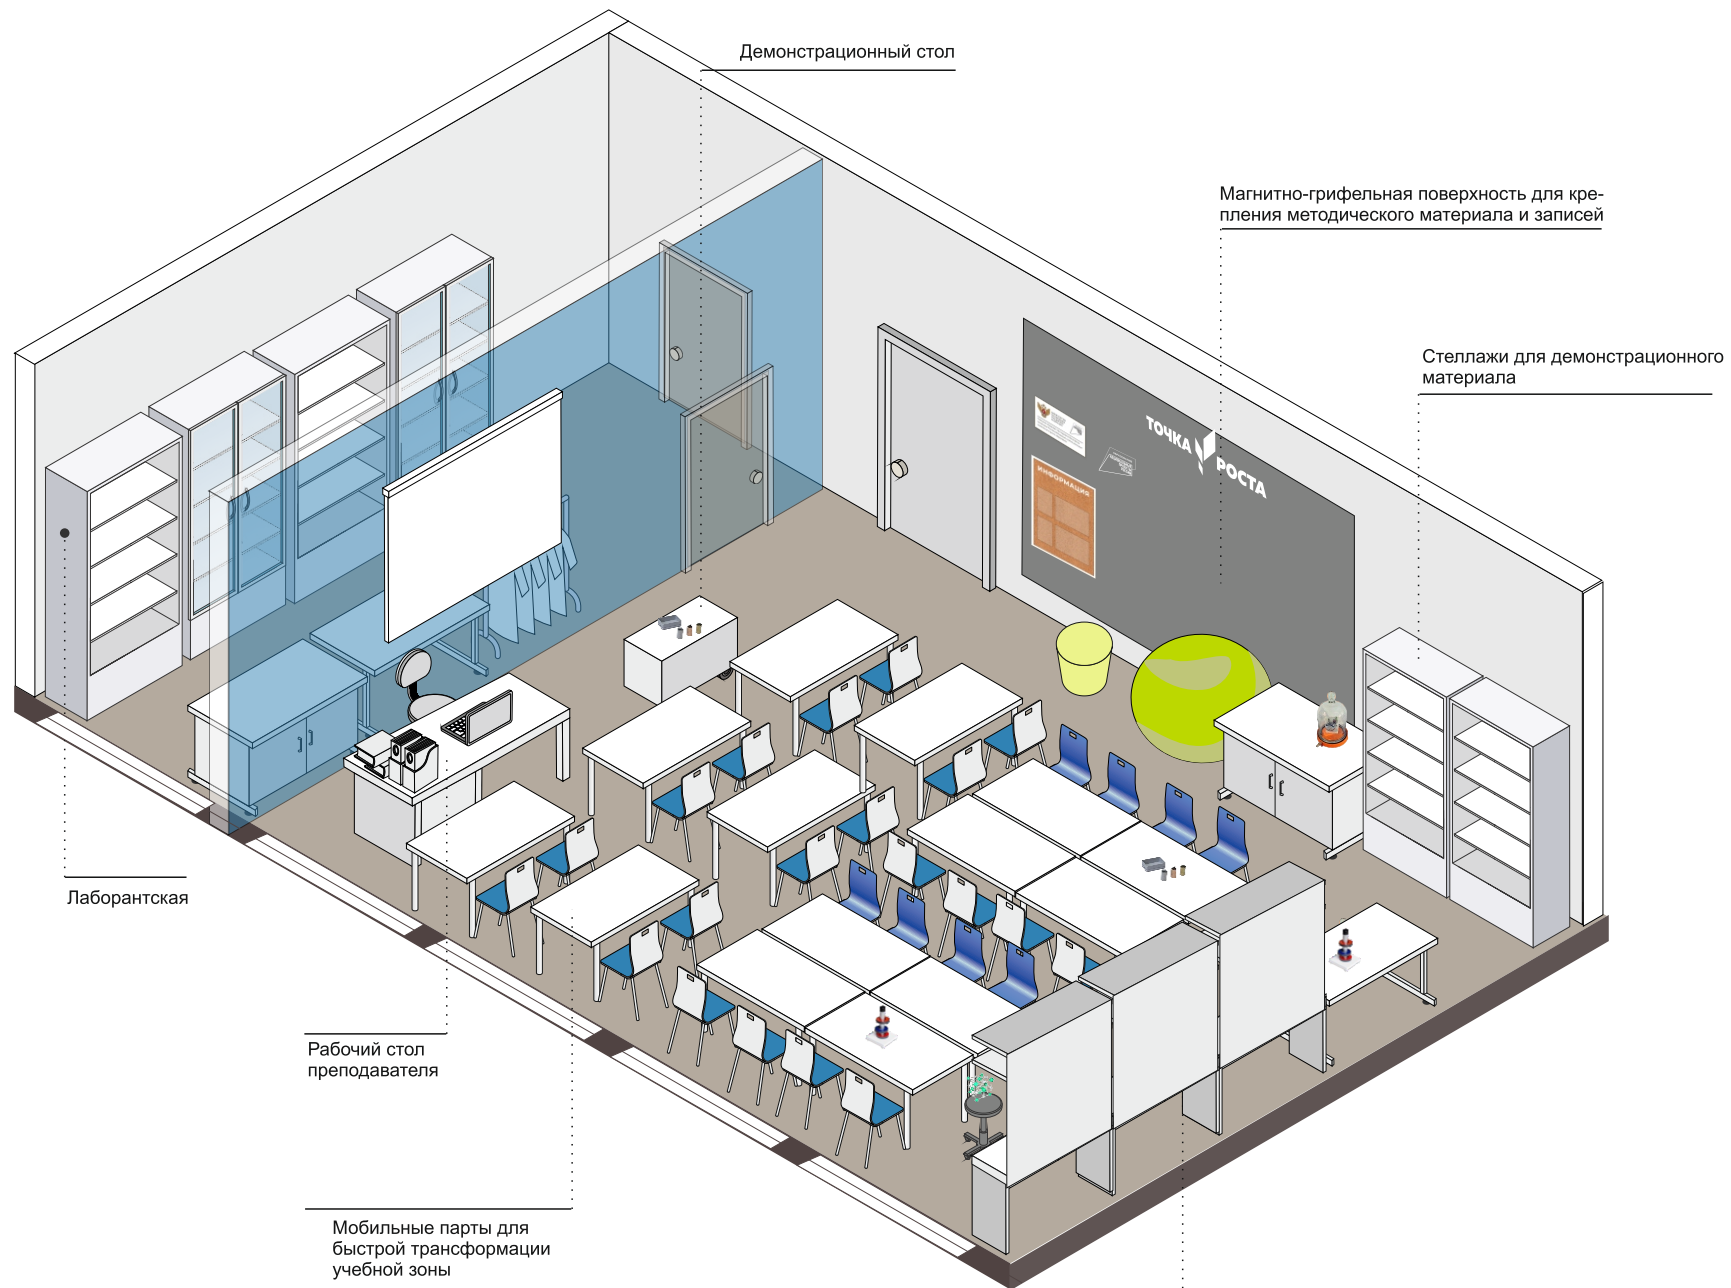 Демонстрационный стол
Магнитно-грифельная поверхность для кре-
пления методического материала и записей
Стеллажи для демонстрационного
материала
ТОЧКА
РОСТА
ИНФОРМАЦИЯ
Лаборантская
Рабочий стол
преподавателя
Мобильные парты для
быстрой трансформации
учебной зоны